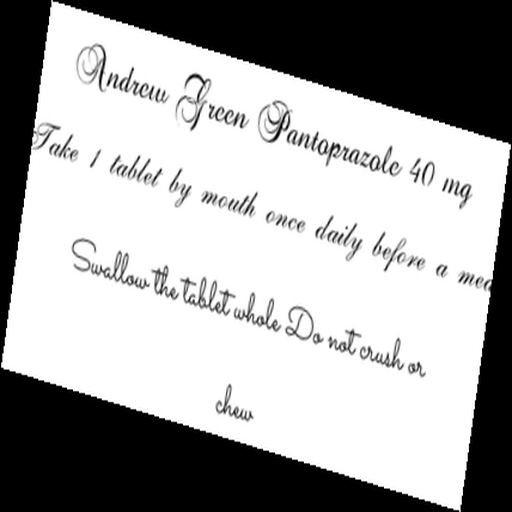 Andrew Green Pantoprazole 40 mg
Take 1 tablet by mouth once daily before a
Swallow the tablet whole Do not crush or
chew